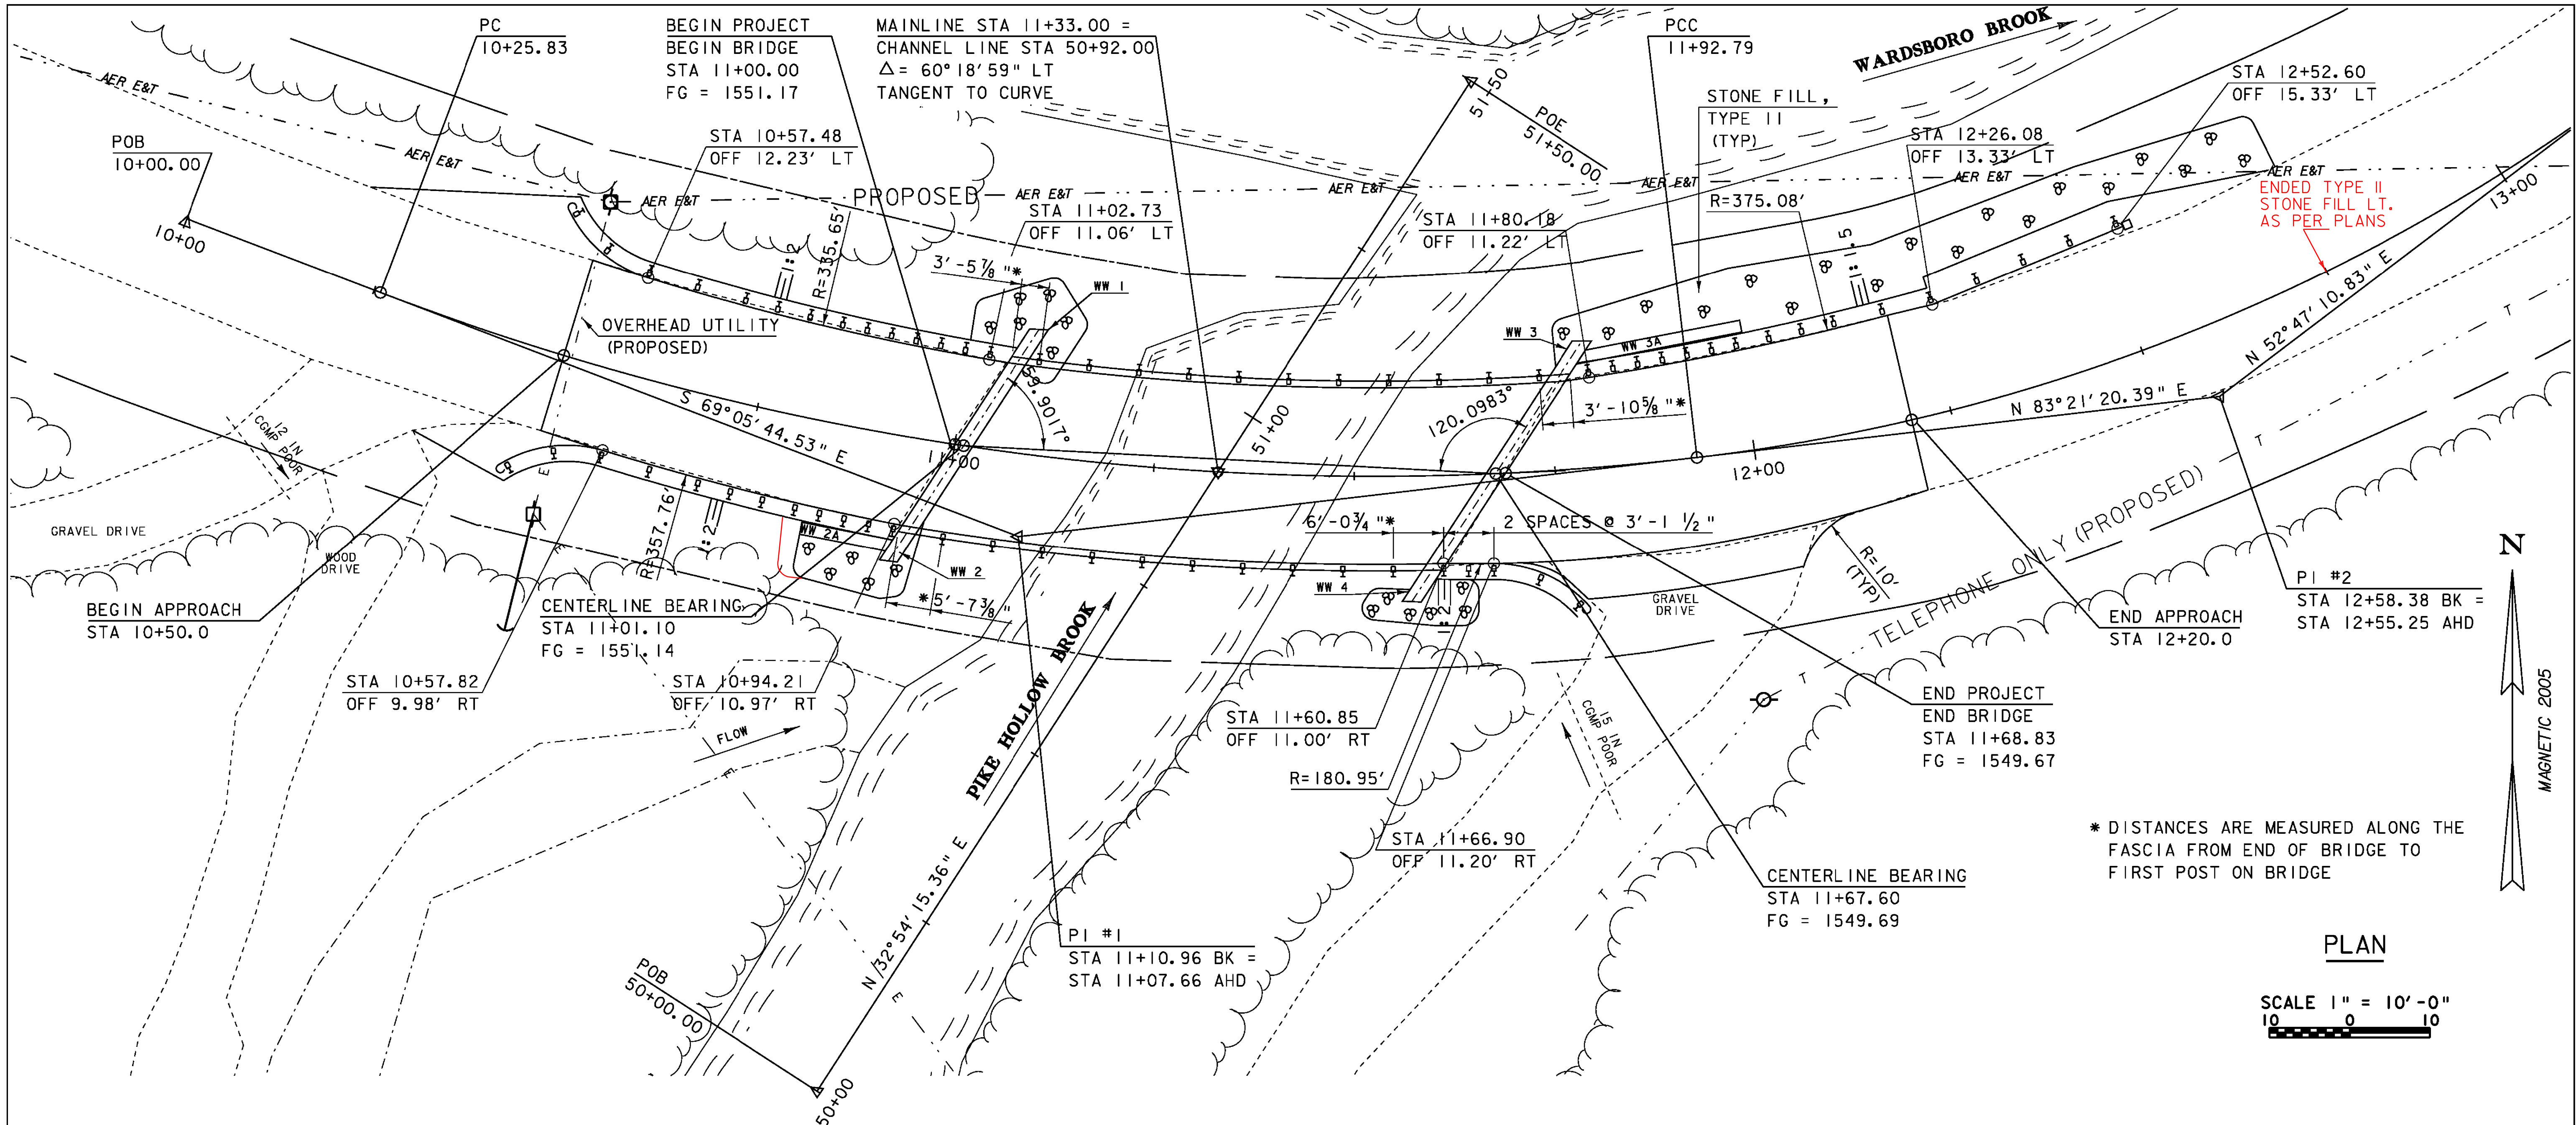 PC
10+25.83
BEGIN PROJECT
BEGIN BRIDGE
STA 11+00.00
FG = 1551.17
MAINLINE STA 11+33.00 =
CHANNEL LINE STA 50+92.00
△= 60°18'59" LT
TANGENT TO CURVE
PCC
11+92.79
WARDSBORO BROOK
STA 12+52.60
OFF 15.33' LT
AER E&T
POB
10+00.00
AER E&T
STA 10+57.48
OFF 12.23' LT
51+50
POE
51+50.00
STONE FILL,
TYPE II
(TYP)
STA 12+26.08
OFF 13.33' LT
AER E&T
PROPOSED
AER E&T
AER E&T
AER E&T
AER E&T
AER E&T
ENDED TYPE II
STONE FILL LT.
AS PER PLANS
13+00
10+00
STA 11+02.73
OFF 11.06' LT
STA 11+80.18
OFF 11.22' LT
R=375.08'
1:1.5
R=335.65'
1:2
3'-5 7/8 "*
WW 1
OVERHEAD UTILITY
(PROPOSED)
WW 3
WW 3A
N 52°47'10.83" E
S 69°05'44.53" E
59.9017°
51+00
120.0983°
3'-10 5/8 "*
N 83°21'20.39" E
12 IN
CGMP
POOR
11+00
12+00
T
T
GRAVEL DRIVE
WOOD
DRIVE
E
E
R=357.76'
1:2
WW 2A
WW 2
*5'-7 3/8 "
6'-0 3/4 "*
2 SPACES @ 3'-1 1/2 "
WW 4
1:2
GRAVEL
DRIVE
R=10'
(TYP)
TELEPHONE ONLY (PROPOSED)
N
MAGNETIC 2005
BEGIN APPROACH
STA 10+50.0
CENTERLINE BEARING
STA 11+01.10
FG = 1551.14
PI #2
STA 12+58.38 BK =
STA 12+55.25 AHD
END APPROACH
STA 12+20.0
STA 10+57.82
OFF 9.98' RT
STA 10+94.21
OFF 10.97' RT
FLOW
E
PIKE HOLLOW BROOK
STA 11+60.85
OFF 11.00' RT
R=180.95'
15 IN
CGMP
POOR
T
END PROJECT
END BRIDGE
STA 11+68.83
FG = 1549.67
STA 11+66.90
OFF 11.20' RT
T
CENTERLINE BEARING
STA 11+67.60
FG = 1549.69
* DISTANCES ARE MEASURED ALONG THE
FASCIA FROM END OF BRIDGE TO
FIRST POST ON BRIDGE
N 32°54'15.36" E
E
PI #1
STA 11+10.96 BK =
STA 11+07.66 AHD
POB
50+00.00
50+00
PLAN
SCALE 1" = 10'-0"
10 0 10